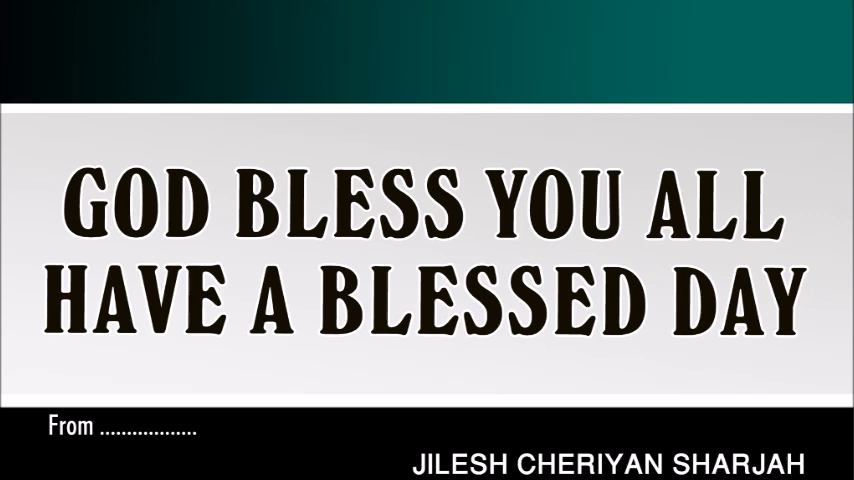 GOD BLESS YOU ALL
HAVE A BLESSED DAY
From ..................
JILESH CHERIYAN SHARJAH